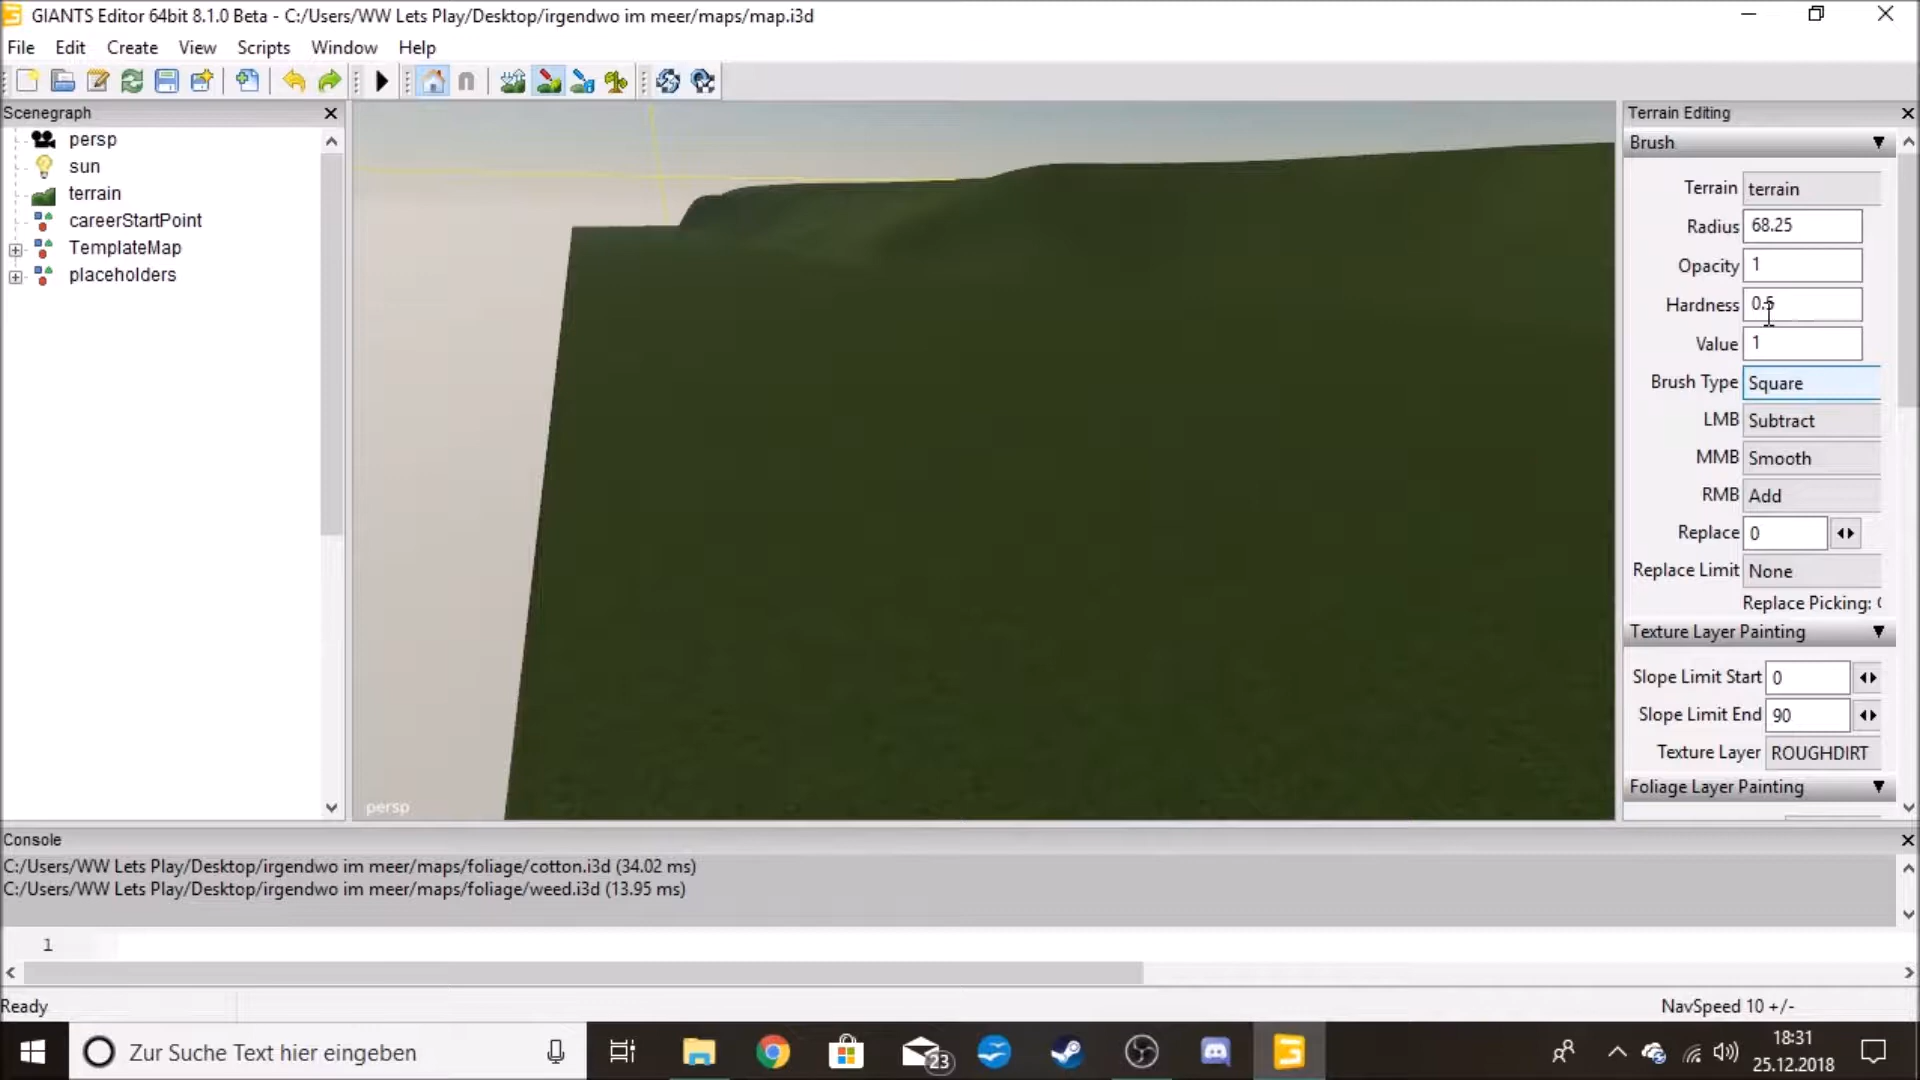 GIANTS Editor 64bit 8.1.0 Beta - C:/Users/WW Lets Play/Desktop/irgendwo im meer/maps/map.i3d
File Edit Create View Scripts Window Help
Scenegraph
persp
sun
terrain
careerStartPoint
TemplateMap
placeholders
persp
Terrain Editing
Brush
Terrain terrain
Radius 68.25
Opacity 1
Hardness 0.5
Value 1
Brush Type Square
LMB Subtract
MMB Smooth
RMB Add
Replace 0
Replace Limit None
Replace Picking:
Texture Layer Painting
Slope Limit Start 0
Slope Limit End 90
Texture Layer ROUGHDIRT
Foliage Layer Painting
Console
C:/Users/WW Lets Play/Desktop/irgendwo im meer/maps/foliage/cotton.i3d (34.02 ms)
C:/Users/WW Lets Play/Desktop/irgendwo im meer/maps/foliage/weed.i3d (13.95 ms)
1
Ready
NavSpeed 10 +/-
Zur Suche Text hier eingeben
23
18:31
25.12.2018